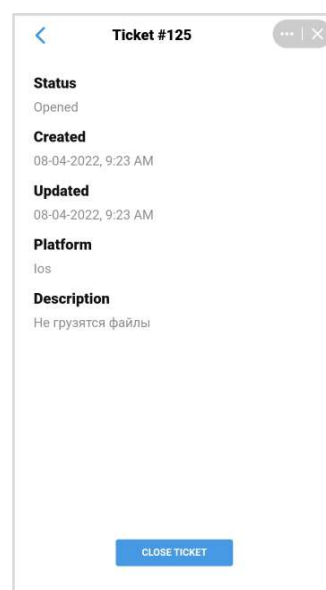 Ticket #125
Status
Opened
Created
08-04-2022, 9:23 AM
Updated
08-04-2022, 9:23 AM
Platform
Ios
Description
Не грузятся файлы
CLOSE TICKET